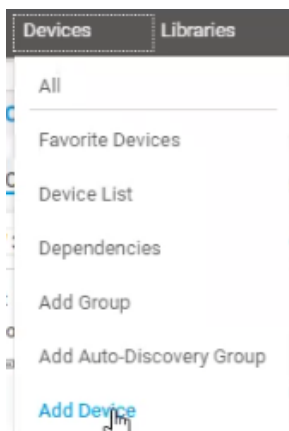 Devices Libraries
All
Favorite Devices
Device List
Dependencies
Add Group
Add Auto-Discovery Group
Add Device